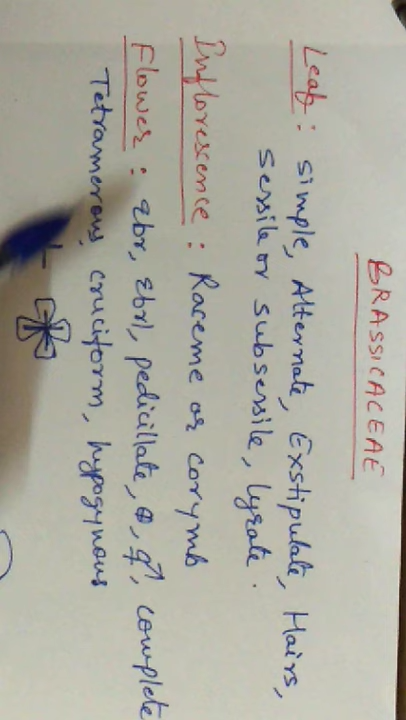 BRASSICACEAE
Leaf : Simple, Alternate, Exstipulate, Hairs,
Sessile or subsessile, lyrate.
Inflorescence : Raceme or corymb
Flower : Ebr, Ebrl, pedicillate, ⊕, ⚥, complete
Tetramerous, cruciform, hypogynous